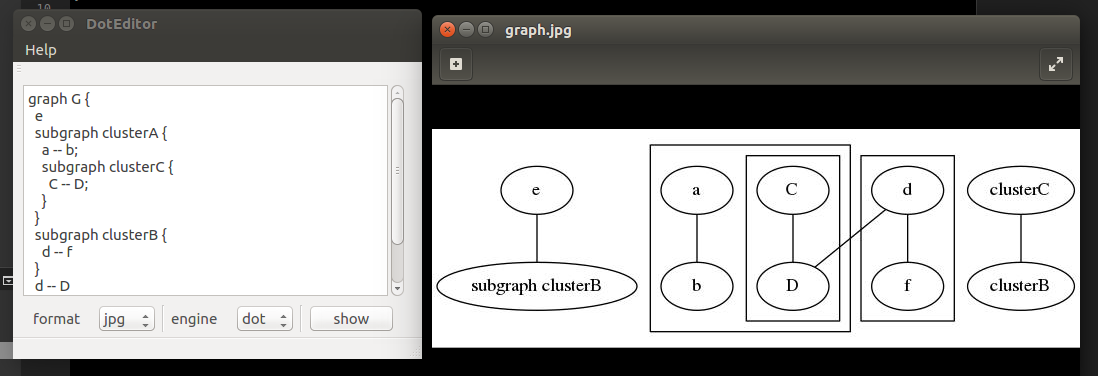 10
DotEditor
Help
graph G {
e
subgraph clusterA {
a -- b;
subgraph clusterC {
C -- D;
}
}
subgraph clusterB {
d -- f
}
d -- D
format jpg engine dot show
graph.jpg
e a C d clusterC
subgraph clusterB b D f clusterB